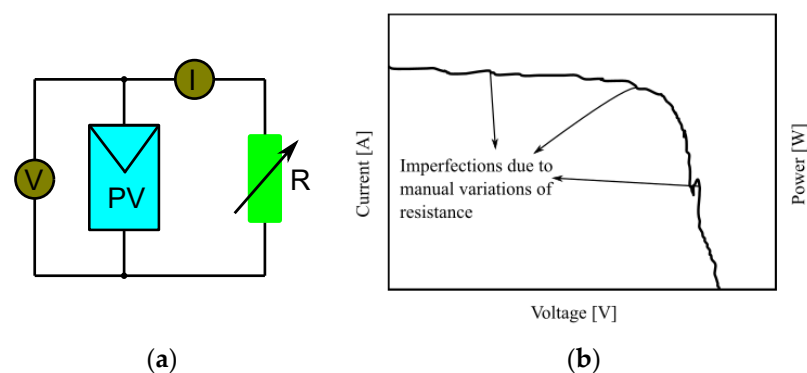 I
V
PV
R
Current [A]
Imperfections due to
manual variations of
resistance
Power [W]
Voltage [V]
(a)
(b)